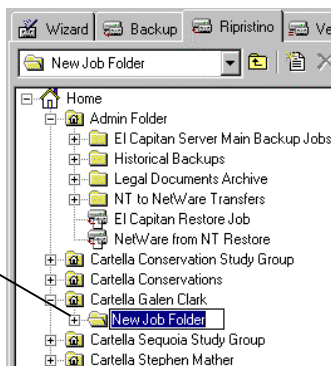 Wizard Backup Ripristino Ve
New Job Folder
Home
Admin Folder
El Capitan Server Main Backup Jobs
Historical Backups
Legal Documents Archive
NT to NetWare Transfers
El Capitan Restore Job
NetWare from NT Restore
Cartella Conservation Study Group
Cartella Conservations
Cartella Galen Clark
New Job Folder
Cartella Sequoia Study Group
Cartella Stephen Mather